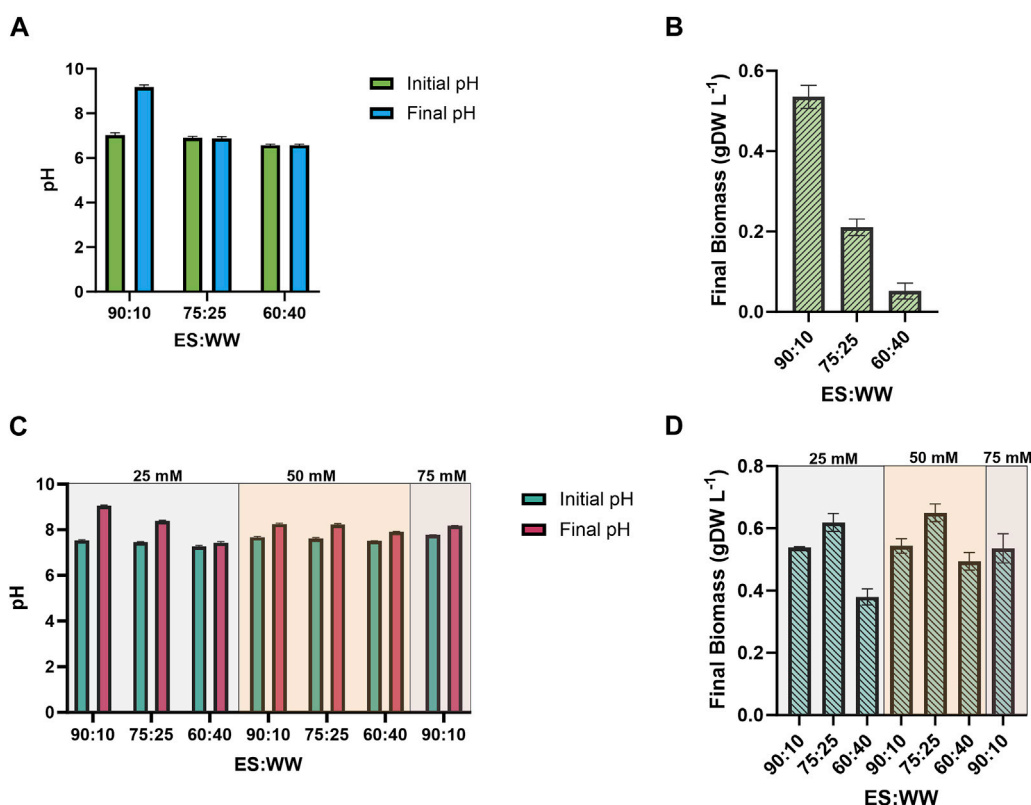 A
10
8
6
4
2
0
pH
90:10 75:25 60:40
ES:WW
Initial pH
Final pH
B
0.6
0.4
0.2
0.0
Final Biomass (gDW L⁻¹)
90:10 75:25 60:40
ES:WW
C
25 mM 50 mM 75 mM
10
8
6
4
2
0
pH
90:10 75:25 60:40 90:10 75:25 60:40 90:10
ES:WW
Initial pH
Final pH
D
25 mM 50 mM 75 mM
0.8
0.6
0.4
0.2
0.0
Final Biomass (gDW L⁻¹)
90:10 75:25 60:40 90:10 75:25 60:40 90:10
ES:WW